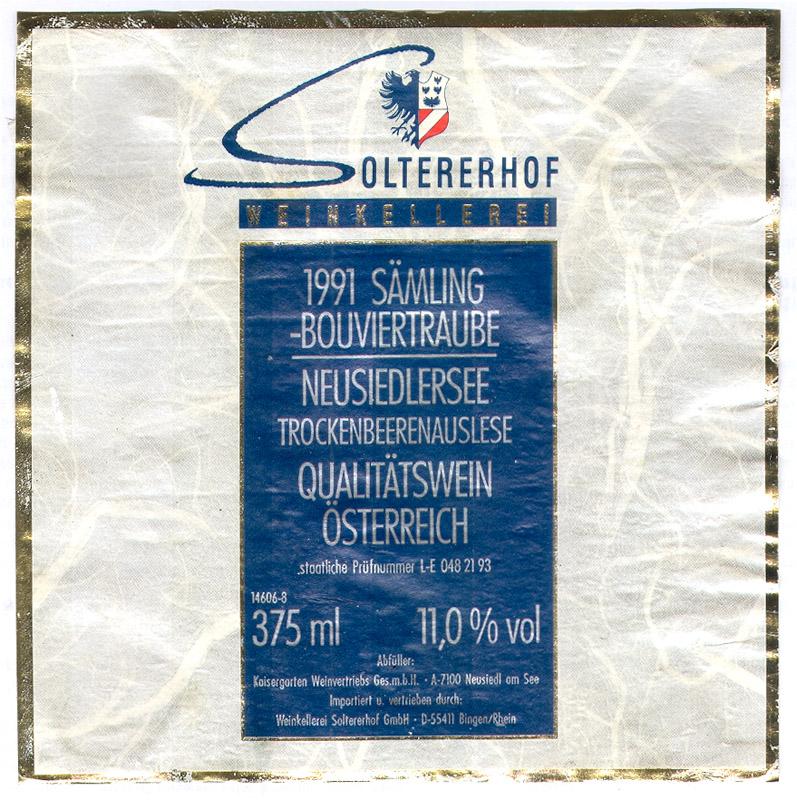 SOLTERERHOF
WEINKELLEREI
1991 SÄMLING
-BOUVIERTRAUBE
NEUSIEDLERSEE
TROCKENBEERENAUSLESE
QUALITÄTSWEIN
ÖSTERREICH
staatliche Prüfnummer L-E 048 21 93
14606-8
375 ml 11,0 % vol
Abfüller:
Kaisergarten Weinvertriebs Ges.m.b.H. · A-7100 Neusiedl am See
Importiert u. vertrieben durch:
Weinkellerei Soltererhof GmbH · D-55411 Bingen/Rhein